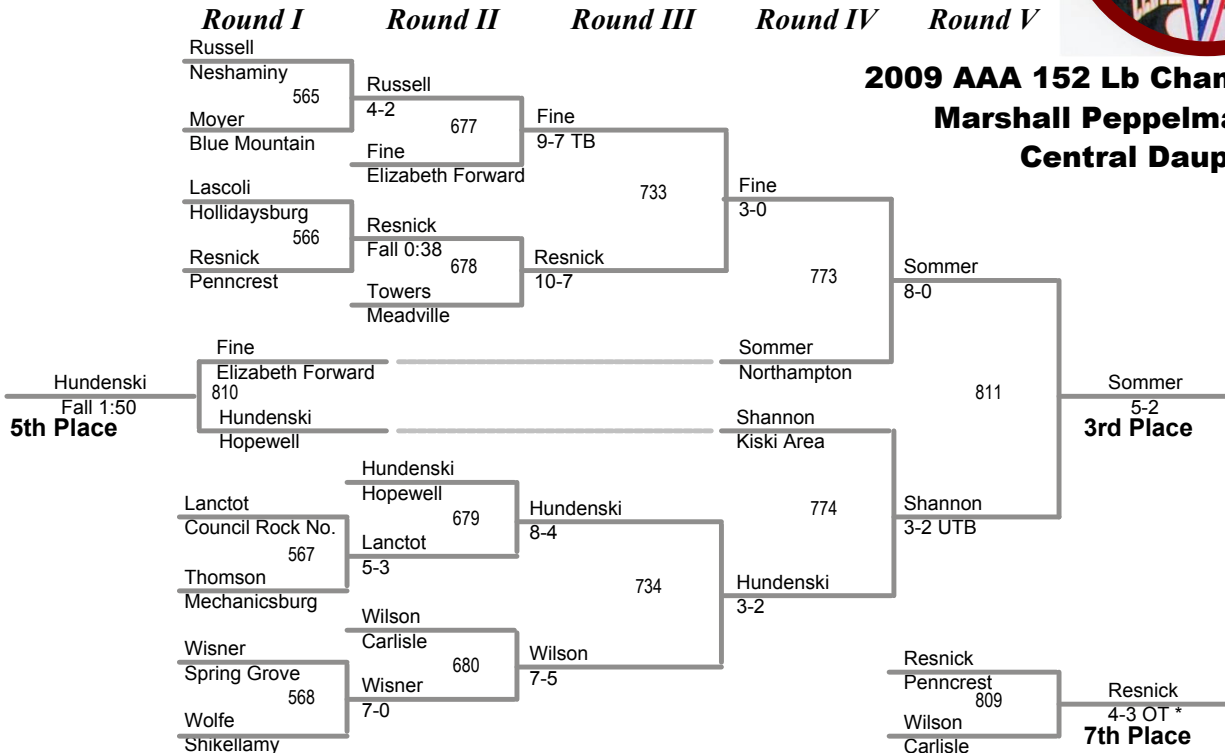 Round I Round II Round III Round IV Round V
2009 AAA 152 Lb
Marshall
Central
Russell
Neshaminy
565
Moyer
Blue Mountain
Lascoli
Hollidaysburg
566
Resnick
Penncrest
Russell
4-2
677
Fine
Elizabeth Forward
Resnick
Fall 0:38
678
Towers
Meadville
Fine
9-7 TB
733
Resnick
10-7
Fine
3-0
773
Sommer
Northampton
Sommer
8-0
Fine
Elizabeth Forward
810
Hundenski
Hopewell
Hundenski
Fall 1:50
5th Place
Shannon
Kiski Area
811
Sommer
5-2
3rd Place
Hundenski
Hopewell
679
Lanctot
5-3
Lanctot
Council Rock No.
567
Thomson
Mechanicsburg
Hundenski
8-4
734
774
Shannon
3-2 UTB
Hundenski
3-2
Wilson
Carlisle
680
Wisner
7-0
Wisner
Spring Grove
568
Wolfe
Shikellamy
Wilson
7-5
Resnick
Penncrest
809
Wilson
Carlisle
Resnick
4-3 OT *
7th Place